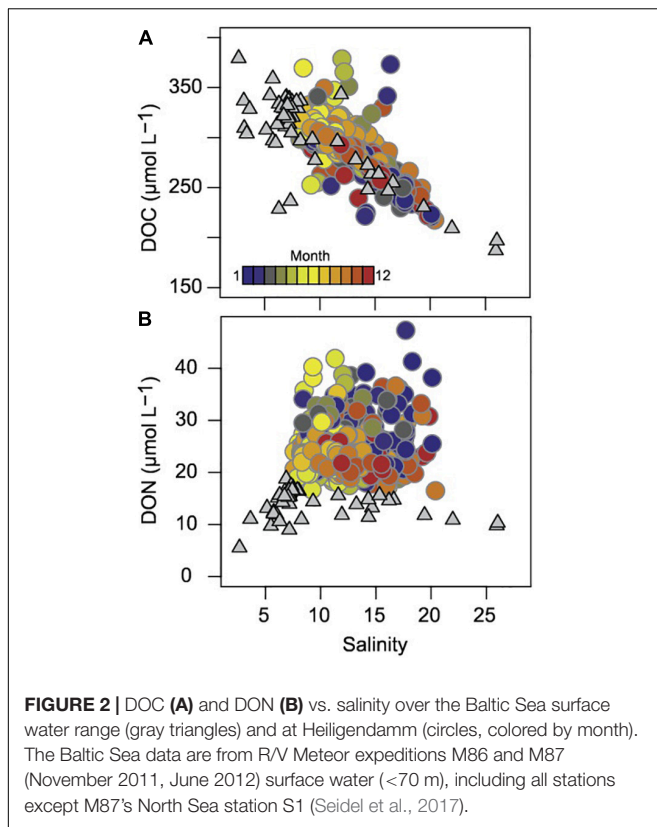 A
350
250
150
DOC (µmol L−1)
Month
1 12
B
40
30
20
10
0
DON (µmol L−1)
5 10 15 20 25
Salinity
FIGURE 2 | DOC (A) and DON (B) vs. salinity over the Baltic Sea surface
water range (gray triangles) and at Heiligendamm (circles, colored by month).
The Baltic Sea data are from R/V Meteor expeditions M86 and M87
(November 2011, June 2012) surface water (<70 m), including all stations
except M87's North Sea station S1 (Seidel et al., 2017).